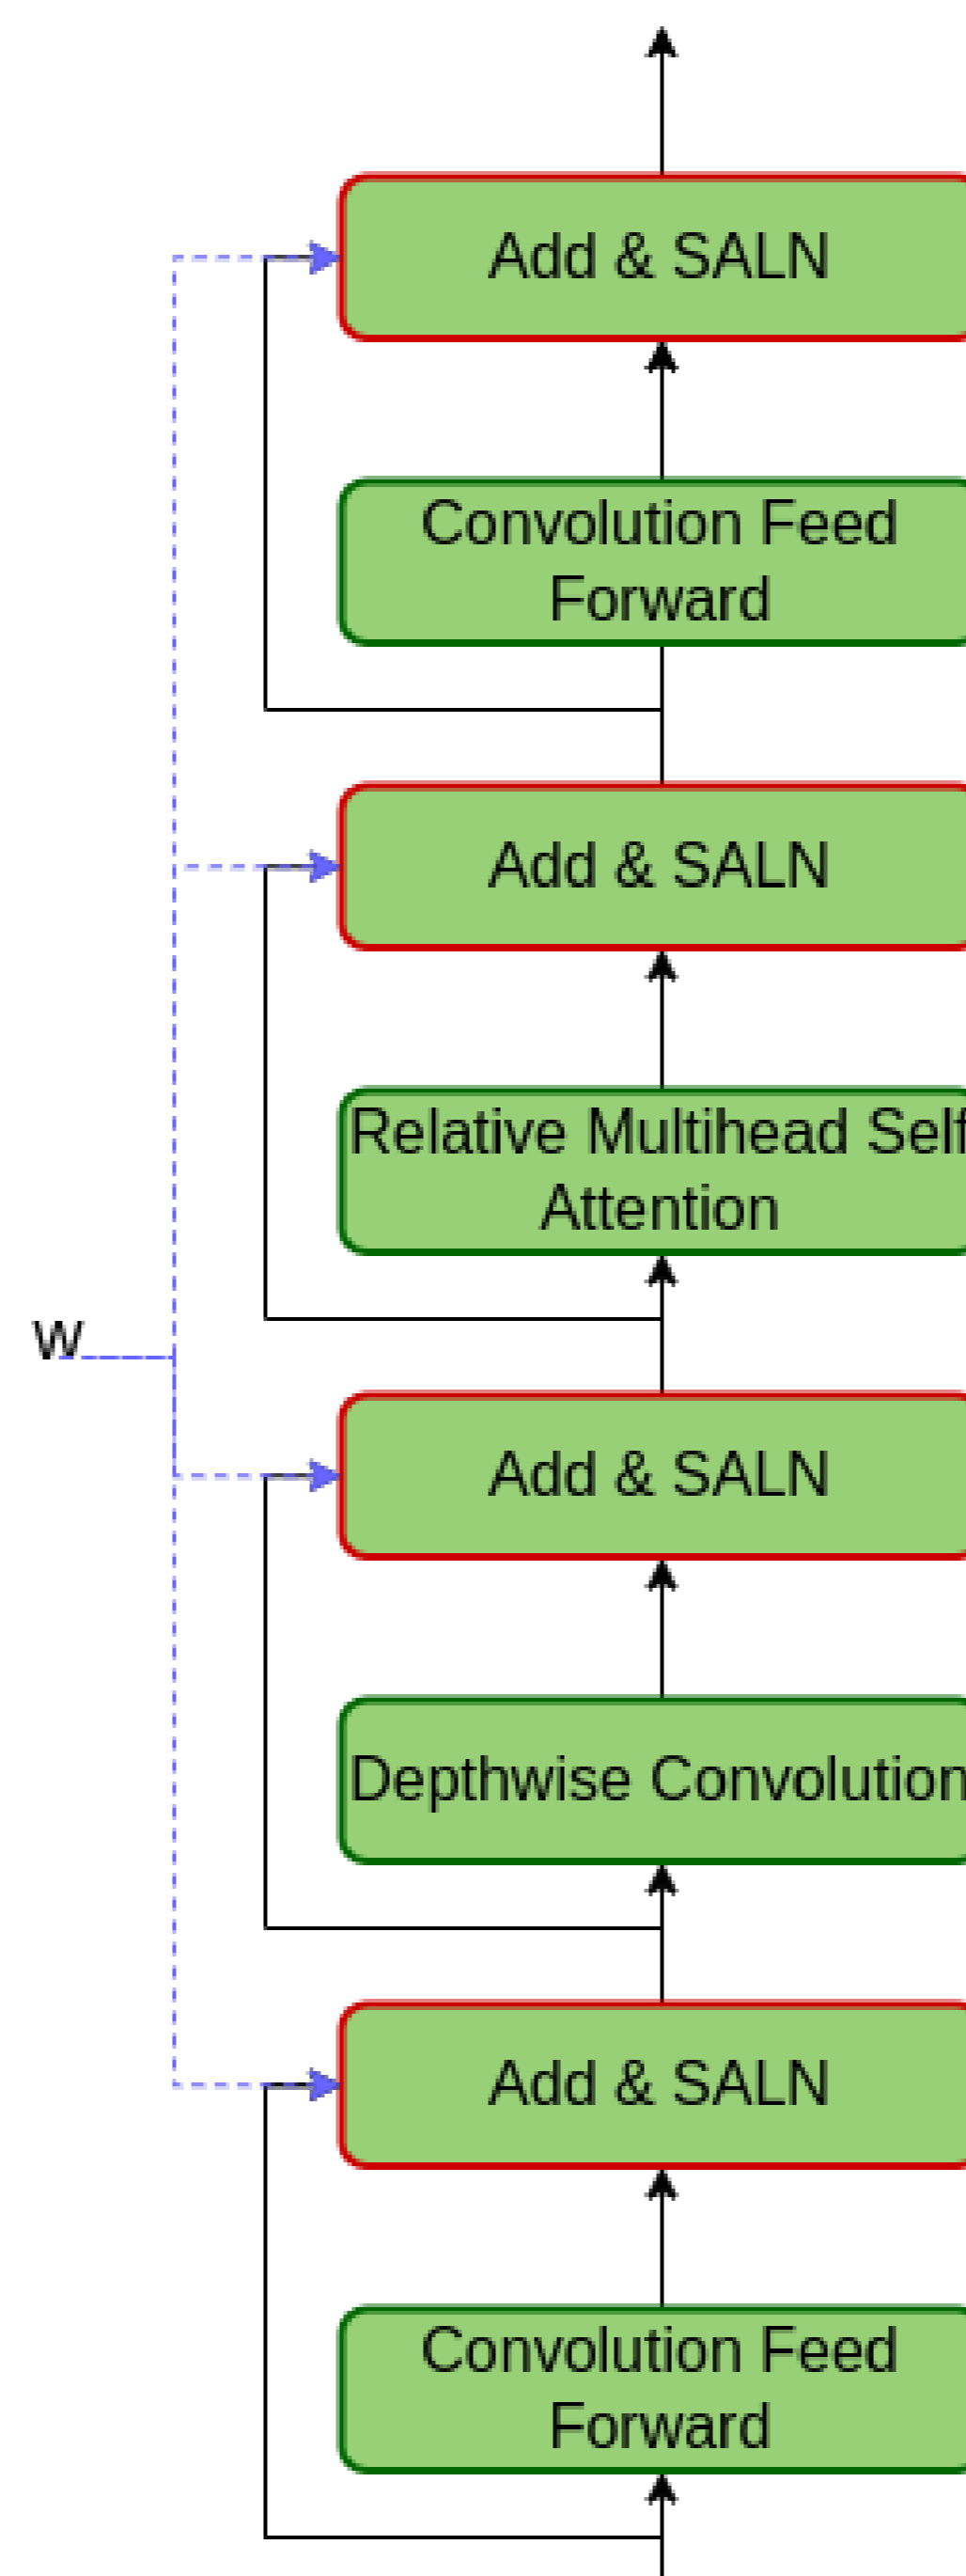 Add & SALN
Convolution Feed
Forward
Add & SALN
Relative Multihead Self
Attention
w
Add & SALN
Depthwise Convolution
Add & SALN
Convolution Feed
Forward